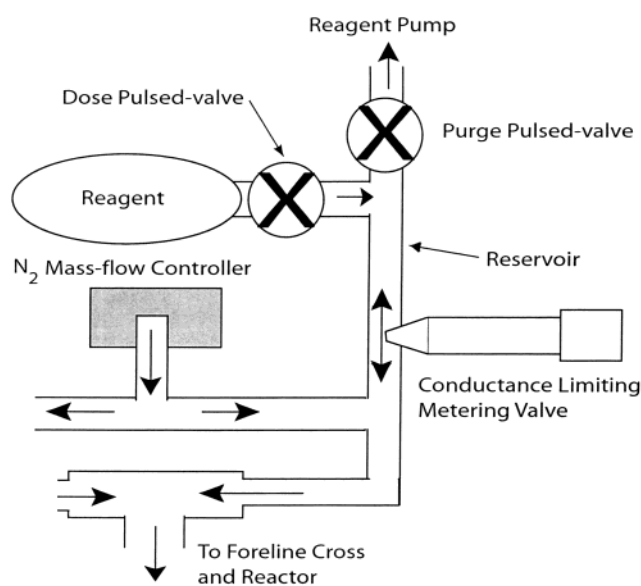 Reagent Pump
Dose Pulsed-valve
Purge Pulsed-valve
Reagent
Reservoir
N2 Mass-flow Controller
Conductance Limiting
Metering Valve
To Foreline Cross
and Reactor